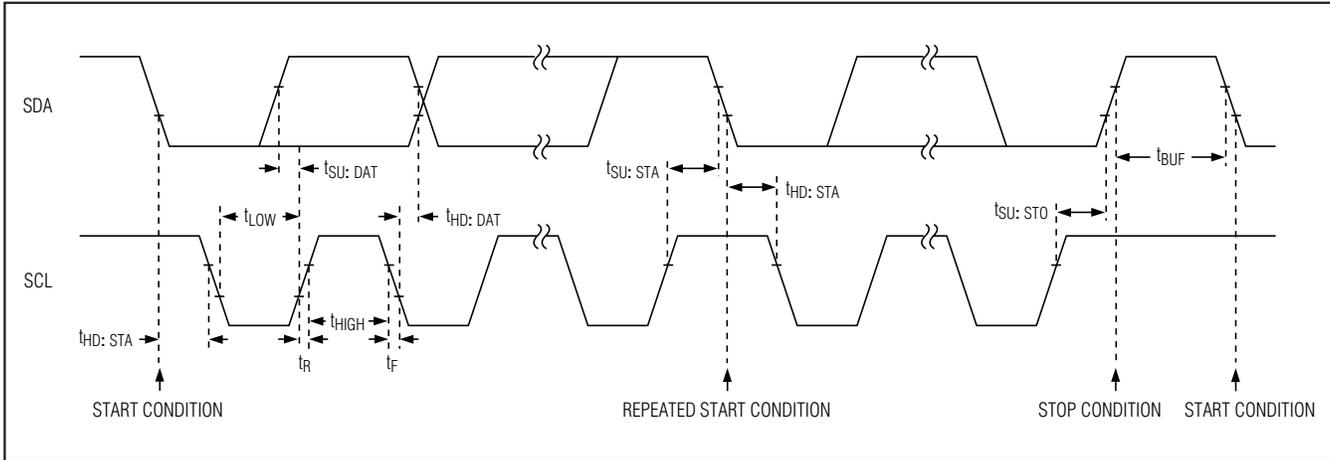 SDA
tSU: DAT
tSU: STA
tBUF
tHD: STA
tLOW
tHD: DAT
tSU: STO
SCL
tHIGH
tHD: STA
tR
tF
START CONDITION
REPEATED START CONDITION
STOP CONDITION
START CONDITION